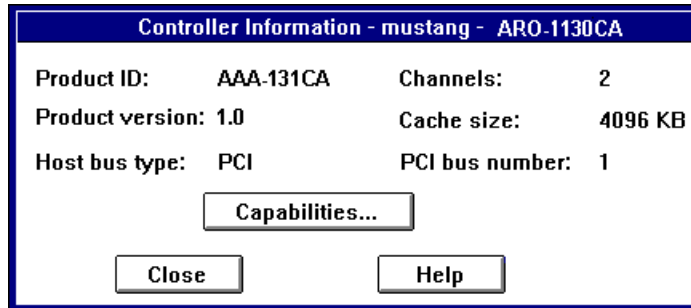 Controller Information - mustang - ARO-1130CA
Product ID: AAA-131CA Channels: 2
Product version: 1.0 Cache size: 4096 KB
Host bus type: PCI PCI bus number: 1
Capabilities...
Close Help